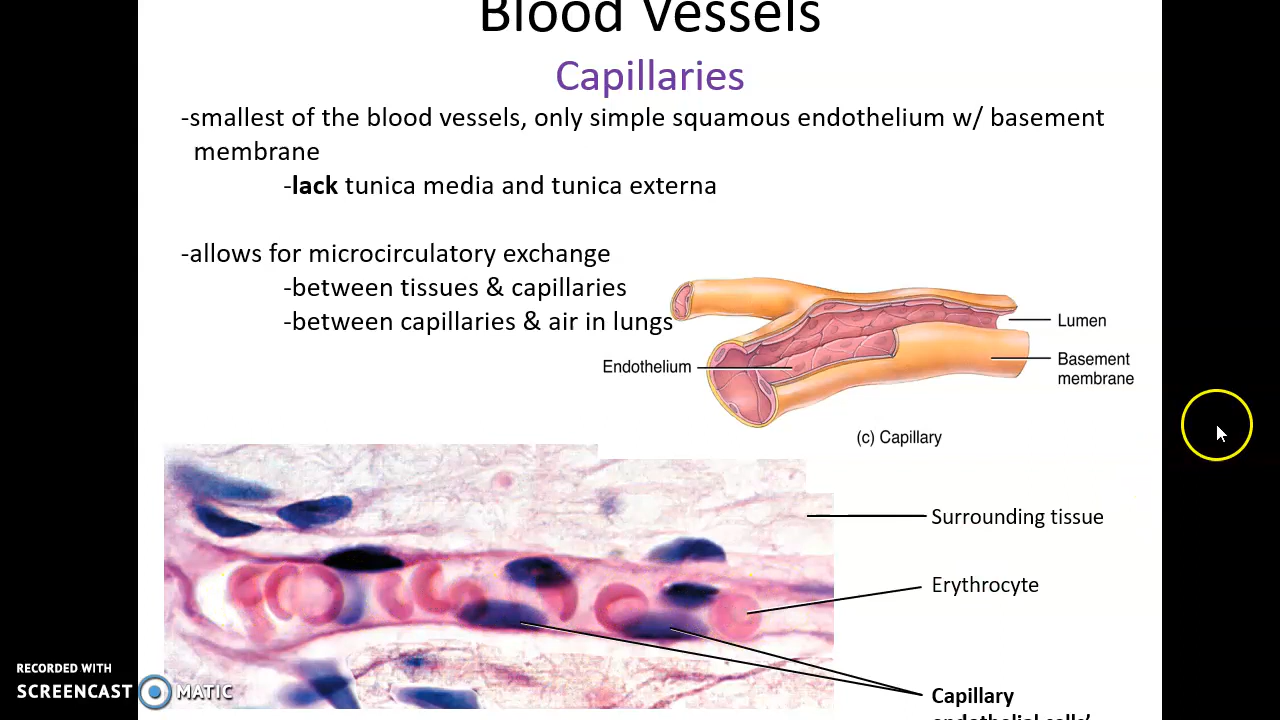 Blood Vessels
Capillaries
-smallest of the blood vessels, only simple squamous endothelium w/ basement
membrane
-lack tunica media and tunica externa
-allows for microcirculatory exchange
-between tissues & capillaries
-between capillaries & air in lungs
Lumen
Endothelium
Basement
membrane
(c) Capillary
Surrounding tissue
Erythrocyte
Capillary
endothelial cells'
RECORDED WITH
SCREENCAST MATIC